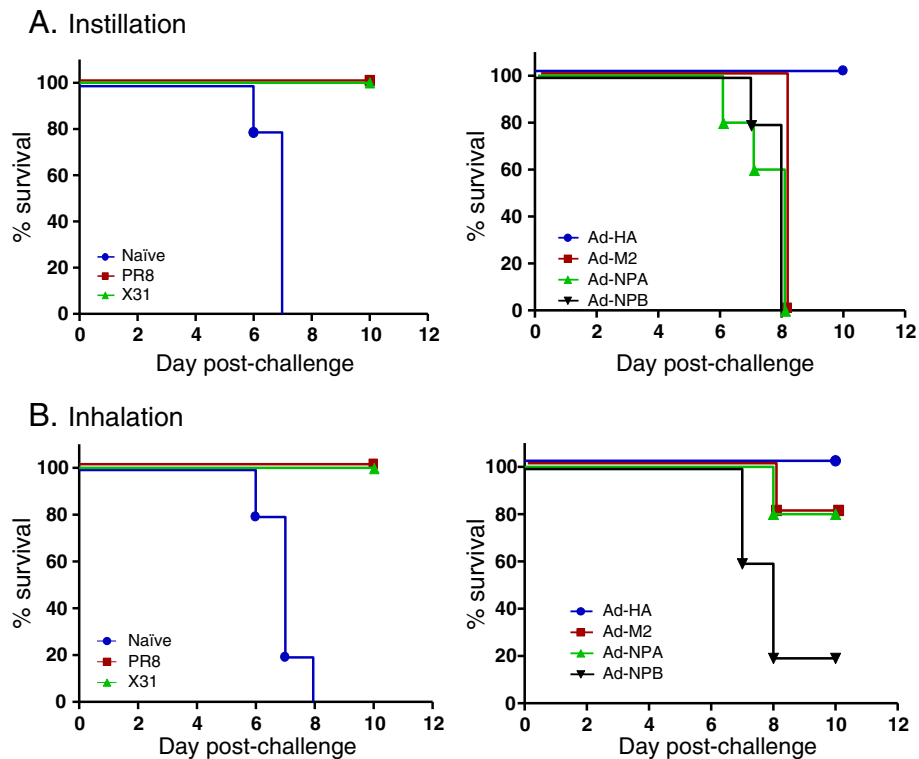 A. Instillation
% survival
100
80
60
40
20
0
Naïve
PR8
X31
0 2 4 6 8 10 12
Day post-challenge
% survival
100
80
60
40
20
0
Ad-HA
Ad-M2
Ad-NPA
Ad-NPB
0 2 4 6 8 10 12
Day post-challenge
B. Inhalation
% survival
100
80
60
40
20
0
Naïve
PR8
X31
0 2 4 6 8 10 12
Day post-challenge
% survival
100
80
60
40
20
0
Ad-HA
Ad-M2
Ad-NPA
Ad-NPB
0 2 4 6 8 10 12
Day post-challenge